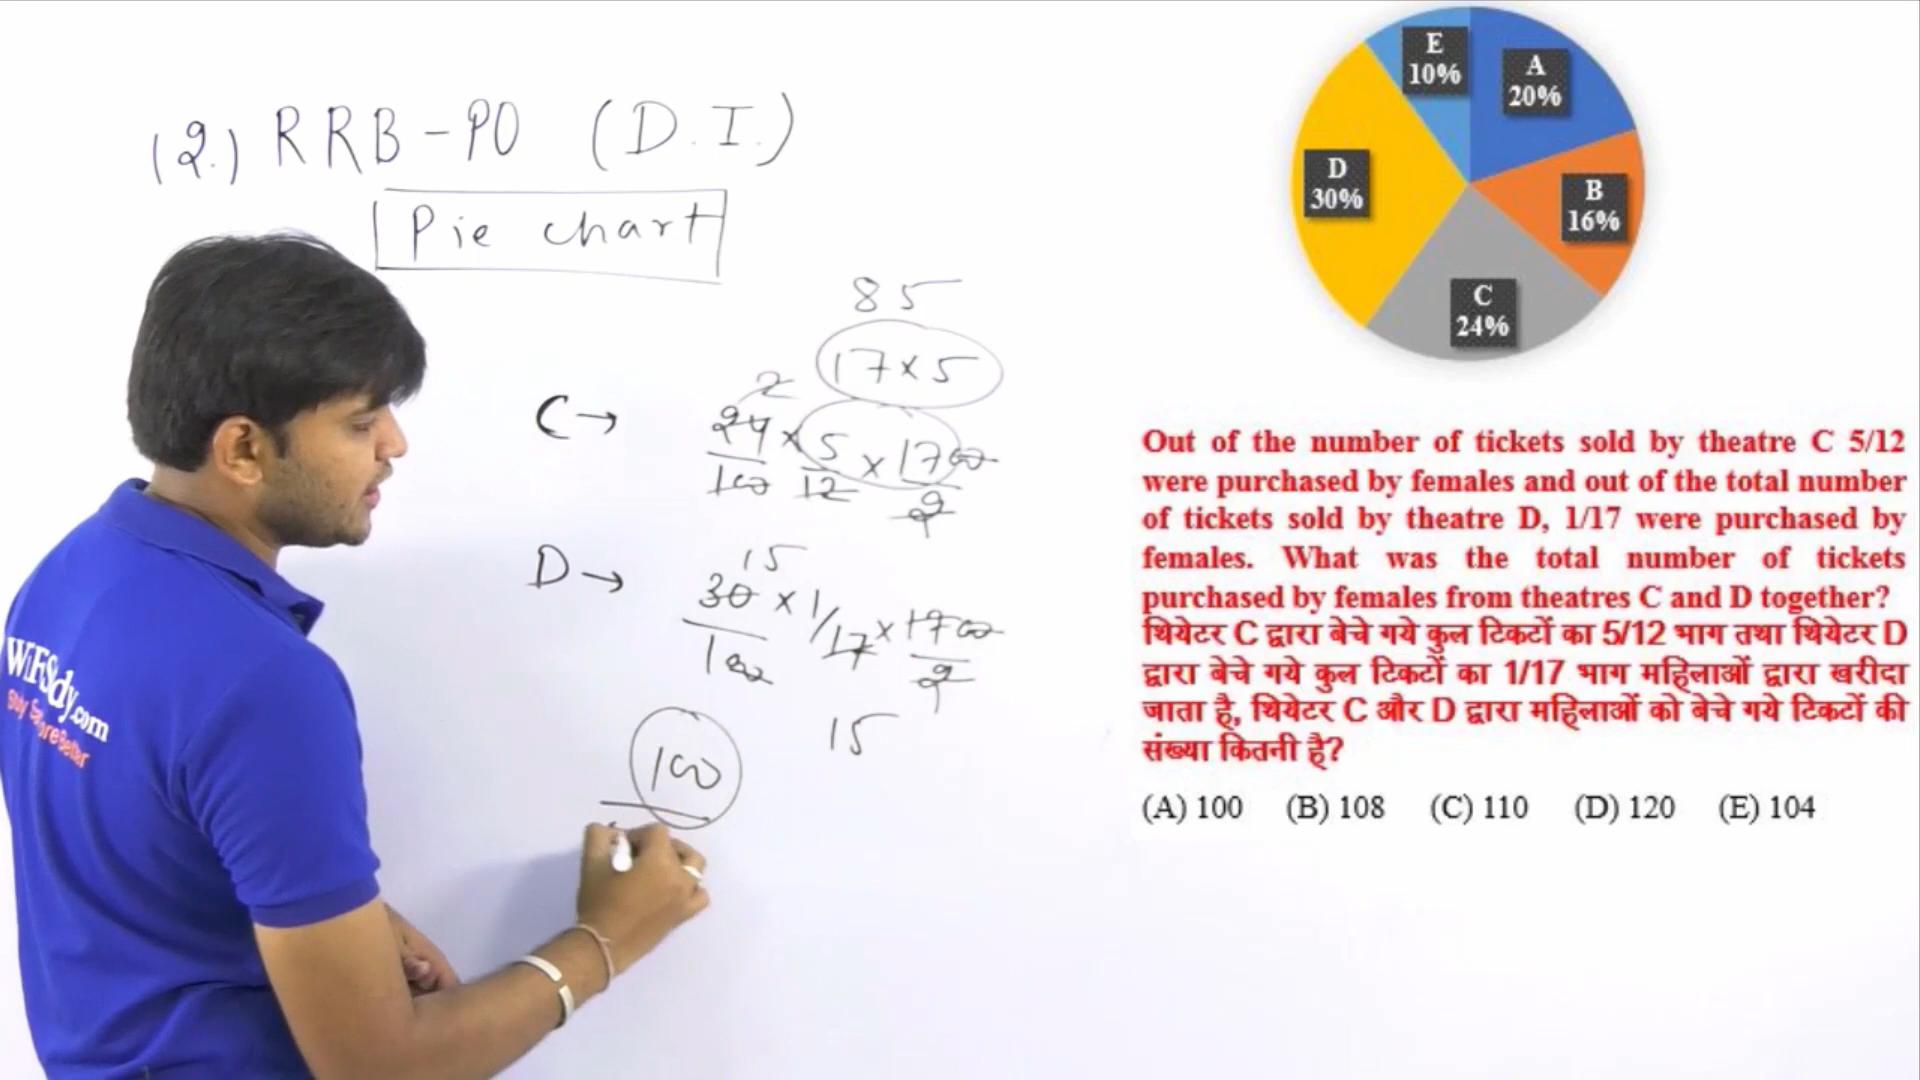 (2.) RRB-PO (D.I.)
Pie chart
85
17×5
2
C→ 24/100 × 5/12 × 1700/2
15
D→ 30/100 × 1/17 × 1700/2
15
100
WiFiStudy.com
E
10%
A
20%
D
30%
B
16%
C
24%
Out of the number of tickets sold by theatre C 5/12
were purchased by females and out of the total number
of tickets sold by theatre D, 1/17 were purchased by
females. What was the total number of tickets
purchased by females from theatres C and D together?
थियेटर C द्वारा बेचे गये कुल टिकटों का 5/12 भाग तथा थियेटर D
द्वारा बेचे गये कुल टिकटों का 1/17 भाग महिलाओं द्वारा खरीदा
जाता है, थियेटर C और D द्वारा महिलाओं को बेचे गये टिकटों की
संख्या कितनी है?
(A) 100 (B) 108 (C) 110 (D) 120 (E) 104